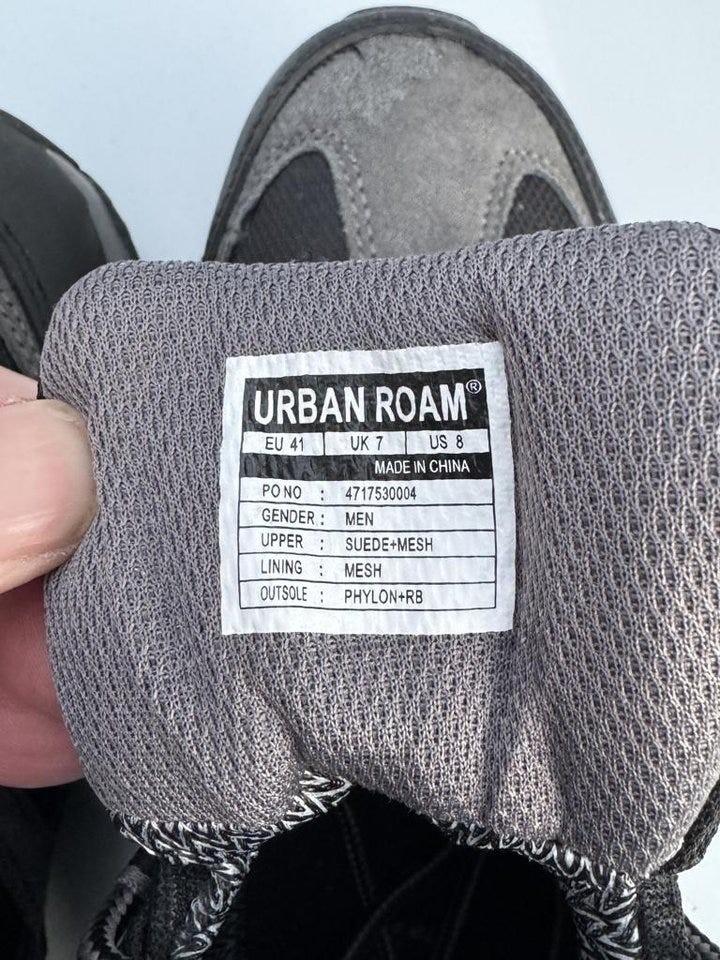 URBAN ROAM®
EU 41 UK 7 US 8
MADE IN CHINA
PO NO : 4717530004
GENDER : MEN
UPPER : SUEDE+MESH
LINING : MESH
OUTSOLE : PHYLON+RB